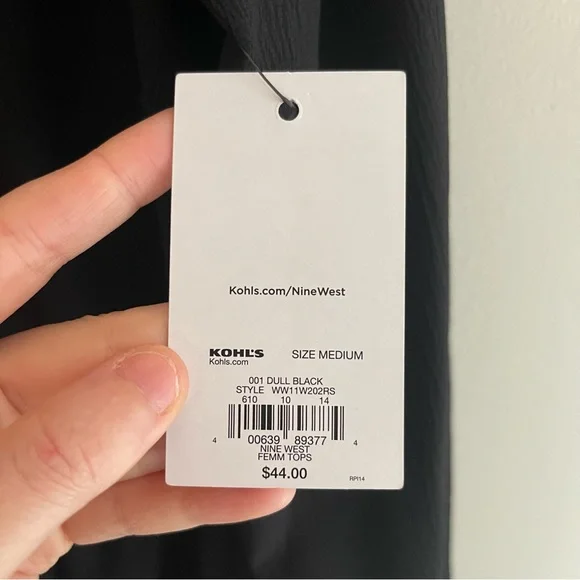 Kohls.com/NineWest
KOHL'S SIZE MEDIUM
Kohls.com
001 DULL BLACK
STYLE WW11W202RS
610 10 14
4 00639 89377 4
NINE WEST
FEMM TOPS
$44.00
RPI14